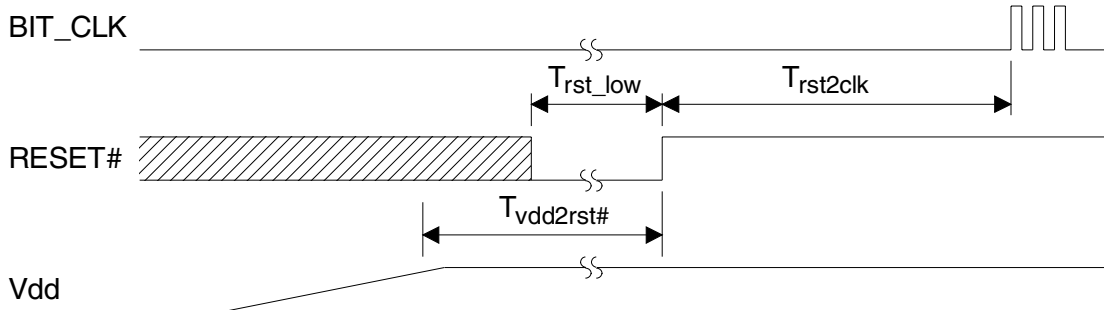 BIT_CLK
Trst_low
Trst2clk
RESET#
Tvdd2rst#
Vdd